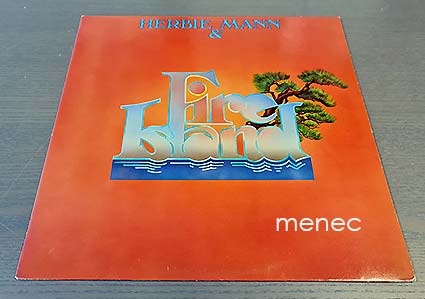 HERBIE MANN
&
Fire
Island
menec